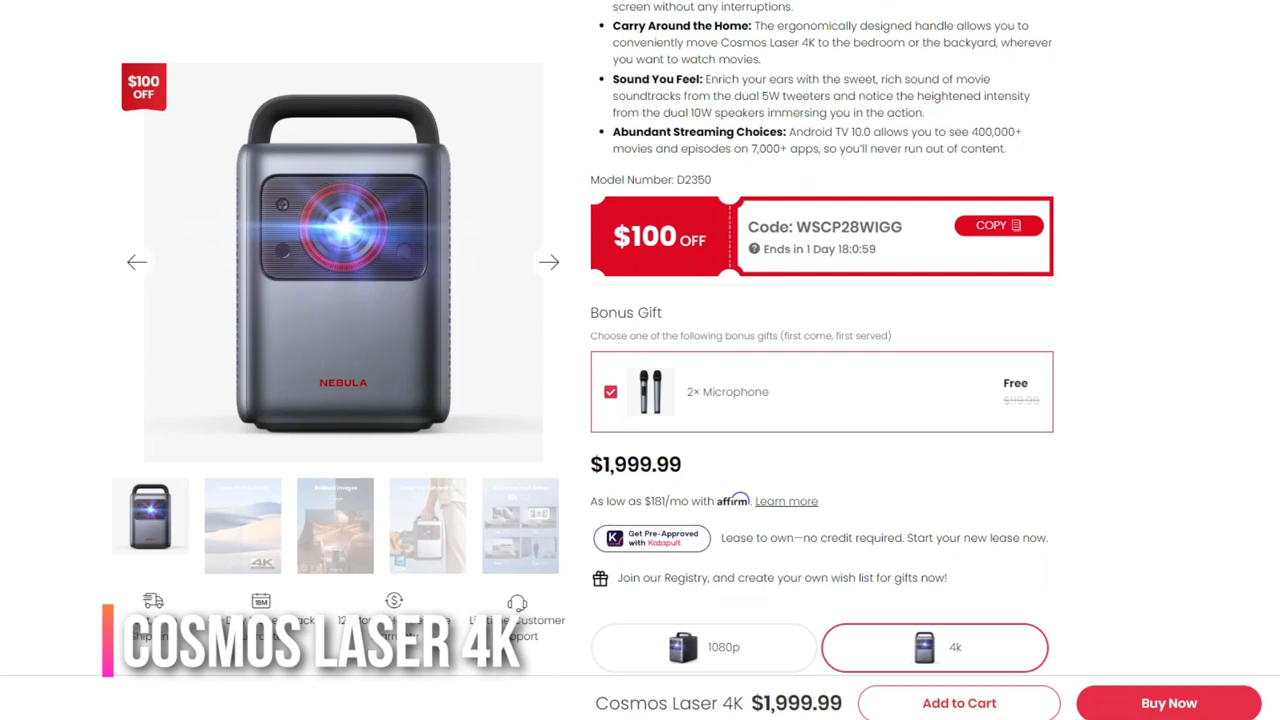 screen without any interruptions.
• Carry Around the Home: The ergonomically designed handle allows you to
conveniently move Cosmos Laser 4K to the bedroom or the backyard, wherever
you want to watch movies.
• Sound You Feel: Enrich your ears with the sweet, rich sound of movie
soundtracks from the dual 5W tweeters and notice the heightened intensity
from the dual 10W speakers immersing you in the action.
• Abundant Streaming Choices: Android TV 10.0 allows you to see 400,000+
movies and episodes on 7,000+ apps, so you'll never run out of content.
Model Number: D2350
$100
OFF
NEBULA
$100 OFF
Code: WSCP28WIGG
COPY
Ends in 1 Day 18:0:59
Bonus Gift
Choose one of the following bonus gifts (first come, first served)
2× Microphone
Free
$119.99
$1,999.99
As low as $181/mo with affirm. Learn more
Get Pre-Approved
with Katapult
Lease to own—no credit required. Start your new lease now.
Join our Registry, and create your own wish list for gifts now!
4K
18M
Customer
COSMOS LASER 4K
1080p
4k
Cosmos Laser 4K $1,999.99
Add to Cart
Buy Now